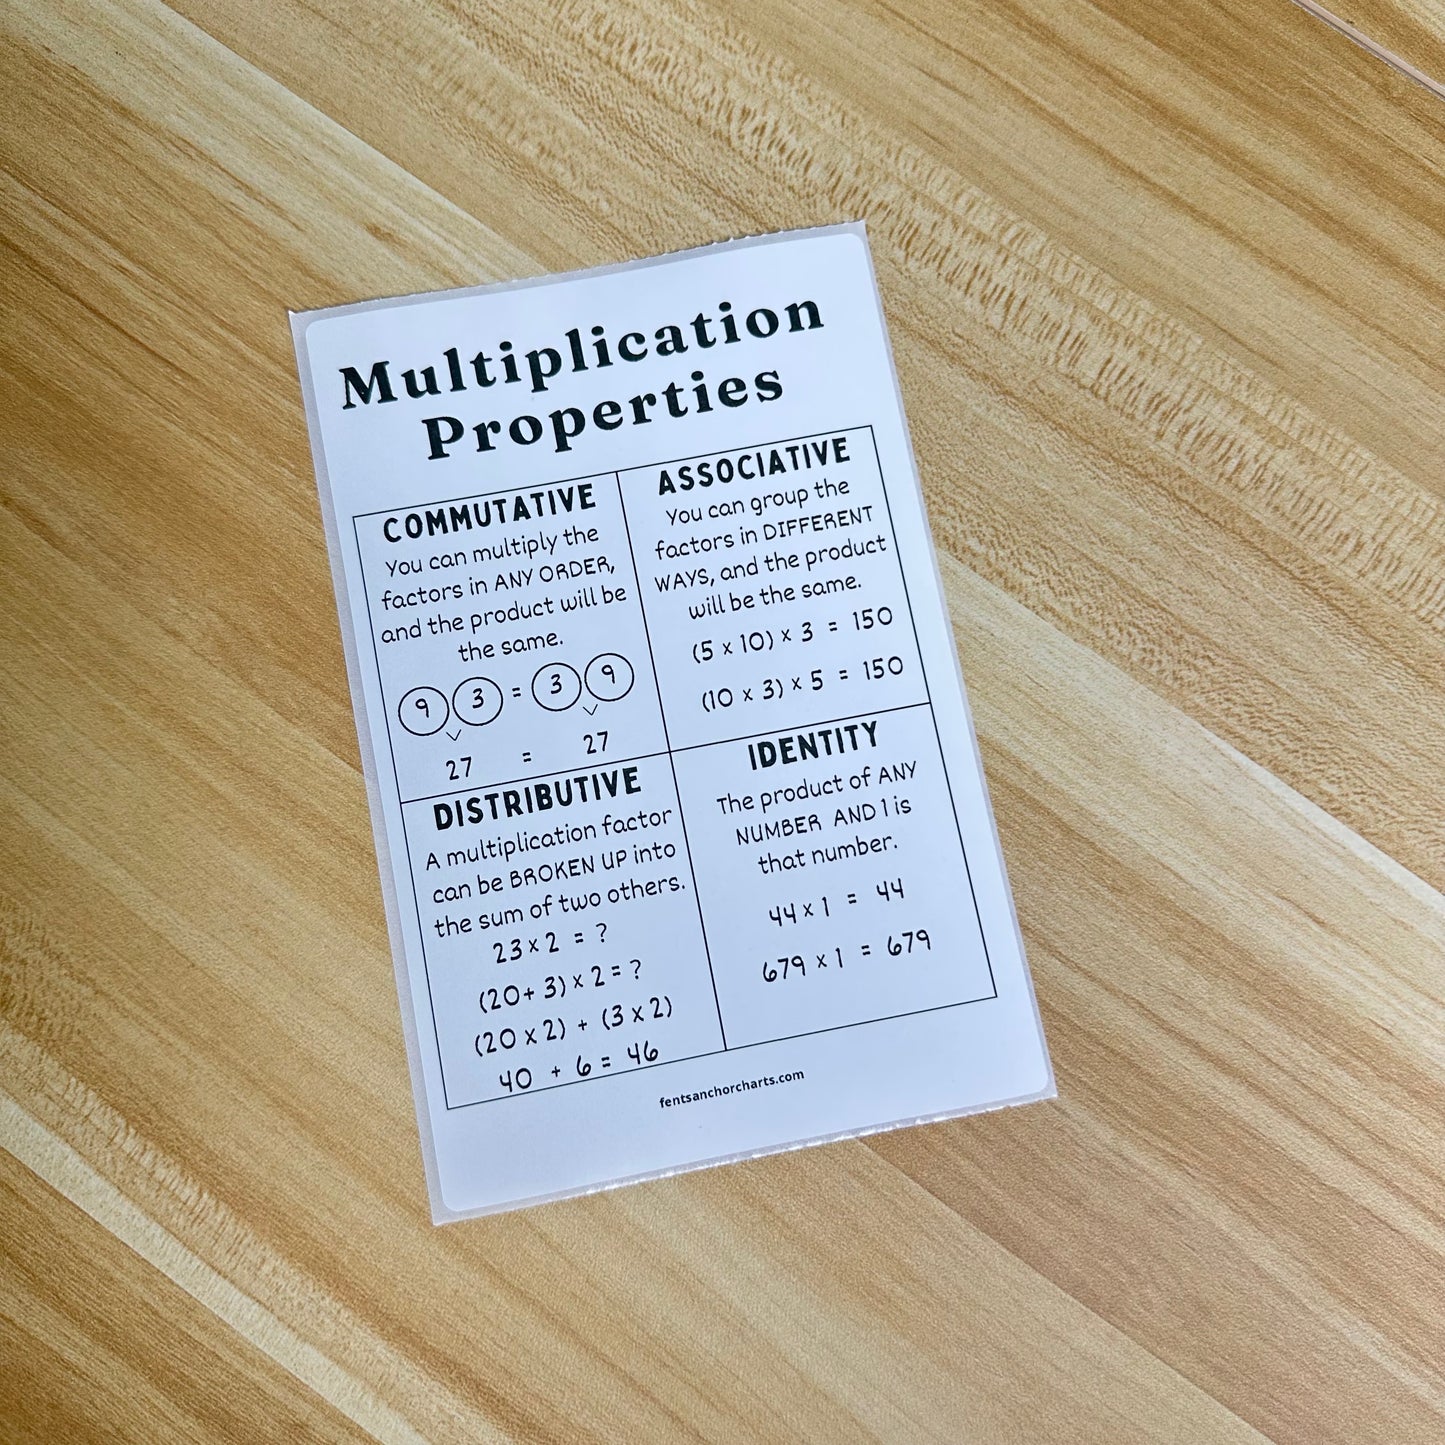 Multiplication
Properties
COMMUTATIVE
You can multiply the
factors in ANY ORDER,
and the product will be
the same.
9 3 = 3 9
27 = 27
ASSOCIATIVE
You can group the
factors in DIFFERENT
WAYS, and the product
will be the same.
(5 x 10) x 3 = 150
(10 x 3) x 5 = 150
DISTRIBUTIVE
A multiplication factor
can be BROKEN UP into
the sum of two others.
23 x 2 = ?
(20+ 3) x 2 = ?
(20 x 2) + (3 x 2)
40 + 6 = 46
IDENTITY
The product of ANY
NUMBER AND 1 is
that number.
44 x 1 = 44
679 x 1 = 679
fentsanchorcharts.com